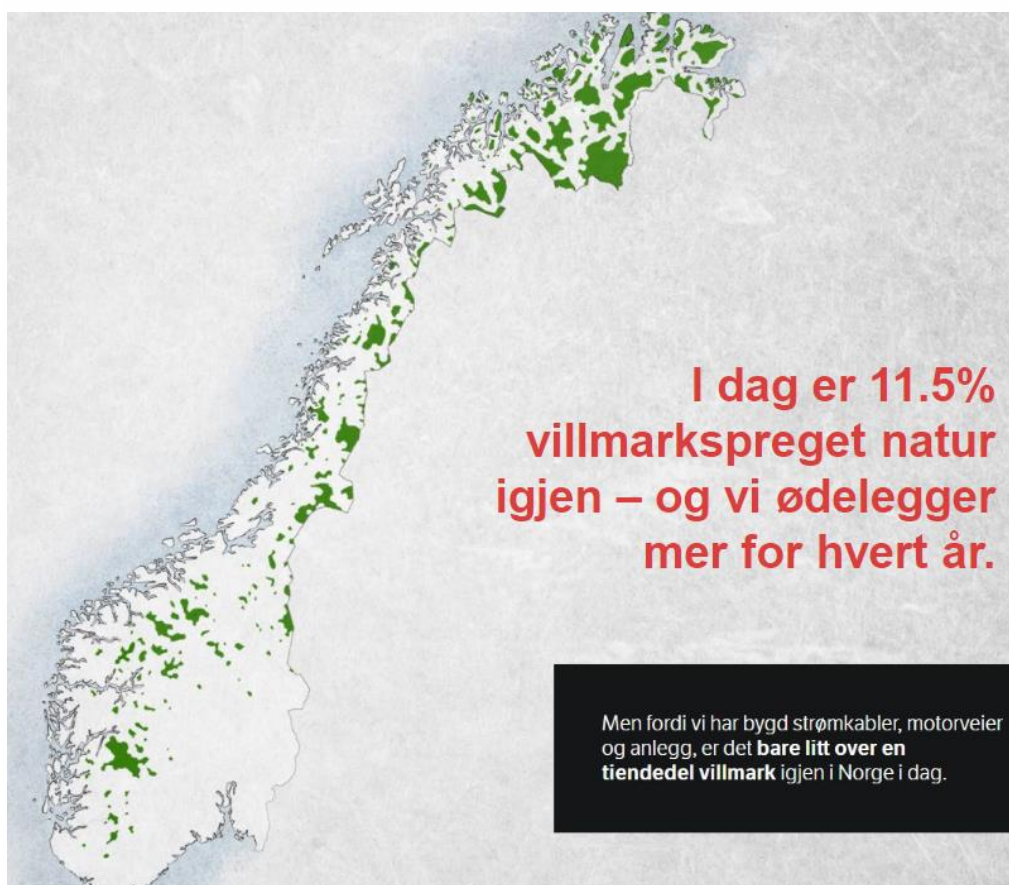 I dag er 11.5%
villmarkspreget natur
igjen – og vi ødelegger
mer for hvert år.
Men fordi vi har bygd strømkabler, motorveier
og anlegg, er det bare litt over en
tiendedel villmark igjen i Norge i dag.